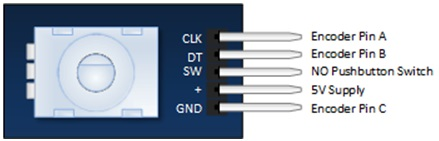 CLK Encoder Pin A
DT Encoder Pin B
SW NO Pushbutton Switch
+ 5V Supply
GND Encoder Pin C